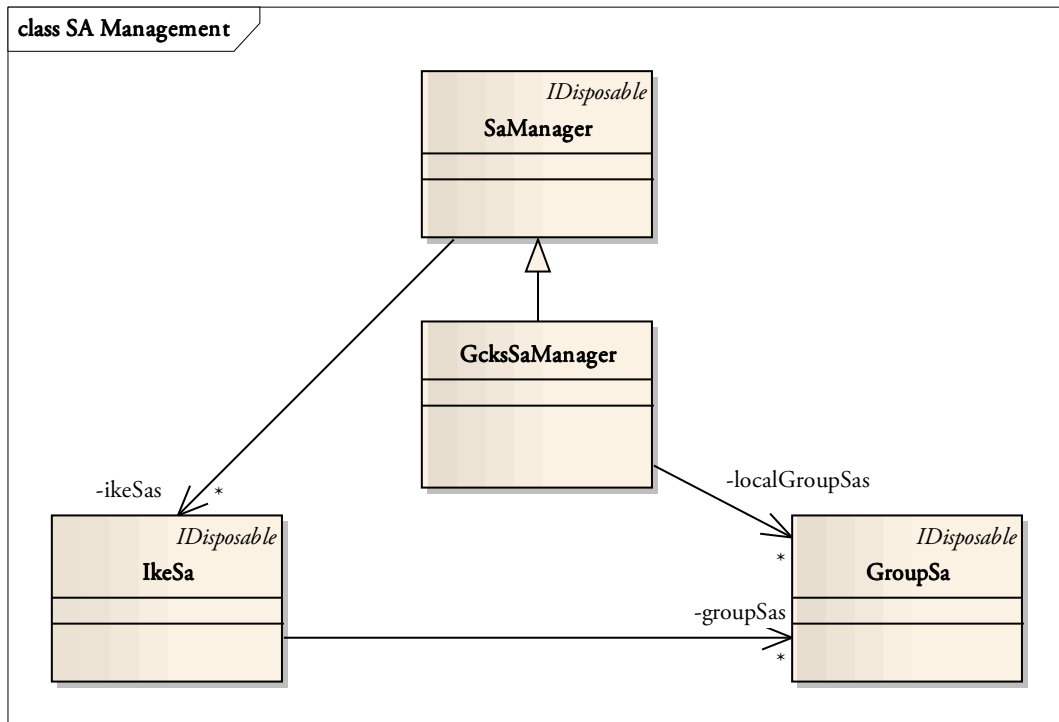 class SA Management
IDisposable
SaManager
GcksSaManager
-localGroupSas
*
-ikeSas
*
IDisposable
IkeSa
IDisposable
GroupSa
-groupSas
*